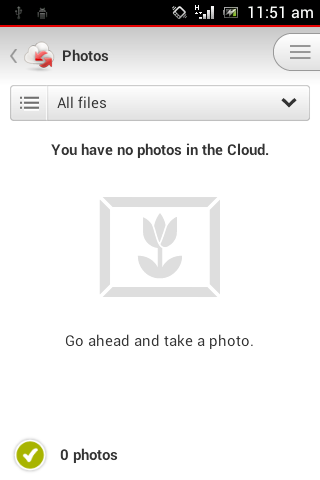 H
11:51 am
Photos
All files
You have no photos in the Cloud.
Go ahead and take a photo.
0 photos